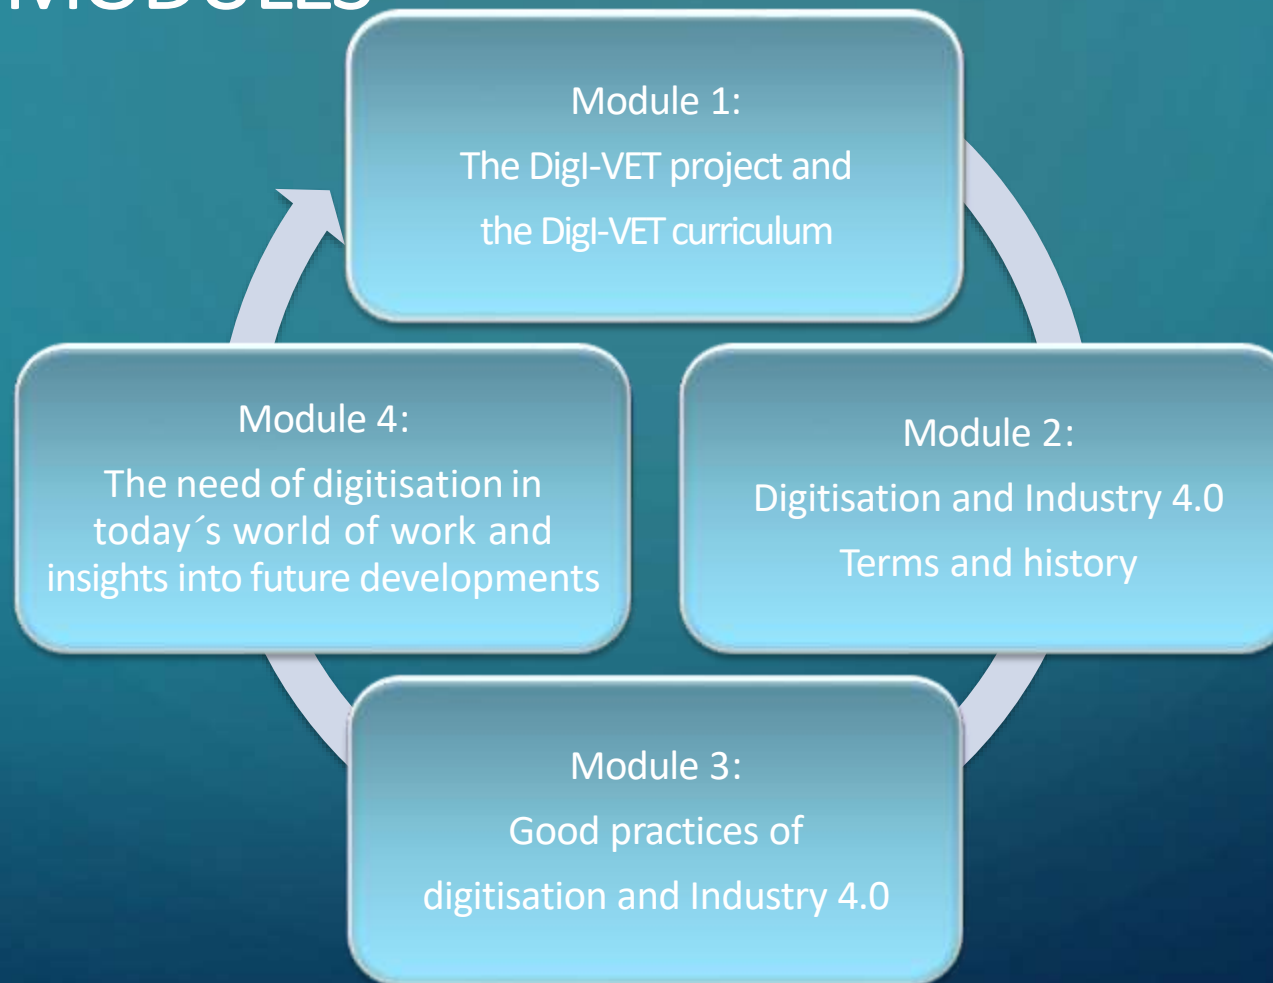 MODULES
Module 1:
The DigI-VET project and
the DigI-VET curriculum
Module 2:
Digitisation and Industry 4.0
Terms and history
Module 3:
Good practices of
digitisation and Industry 4.0
Module 4:
The need of digitisation in
today´s world of work and
insights into future developments